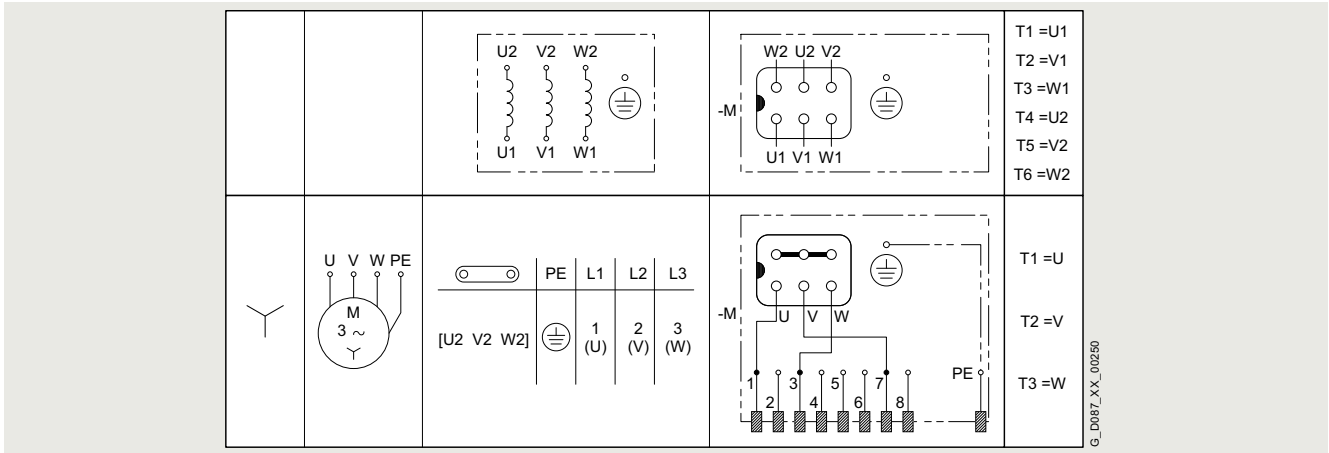 U2 V2 W2
U1 V1 W1
W2 U2 V2
-M
U1 V1 W1
T1 =U1
T2 =V1
T3 =W1
T4 =U2
T5 =V2
T6 =W2
U V W PE
M
3 ~
PE L1 L2 L3
[U2 V2 W2] 1 2 3
(U) (V) (W)
-M
U V W
1 3 5 7 PE
2 4 6 8
T1 =U
T2 =V
T3 =W
G_D087_XX_00250